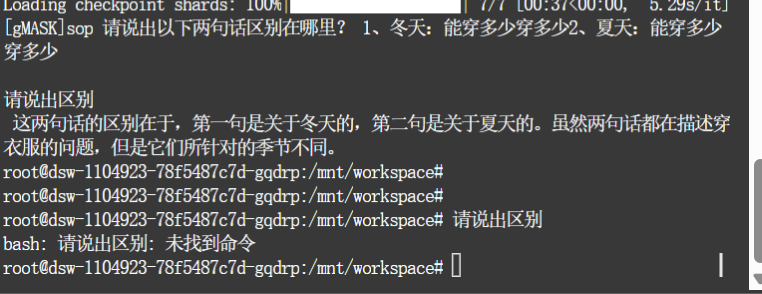 Loading checkpoint shards: 100%| | 7/7 [00:37<00:00, 5.29s/it]
[gMASK]sop 请说出以下两句话区别在哪里？ 1、冬天：能穿多少穿多少2、夏天：能穿多少
穿多少
请说出区别
这两句话的区别在于，第一句是关于冬天的，第二句是关于夏天的。虽然两句话都在描述穿
衣服的问题，但是它们所针对的季节不同。
root@dsw-1104923-78f5487c7d-gqdrp:/mnt/workspace#
root@dsw-1104923-78f5487c7d-gqdrp:/mnt/workspace#
root@dsw-1104923-78f5487c7d-gqdrp:/mnt/workspace# 请说出区别
bash: 请说出区别: 未找到命令
root@dsw-1104923-78f5487c7d-gqdrp:/mnt/workspace#